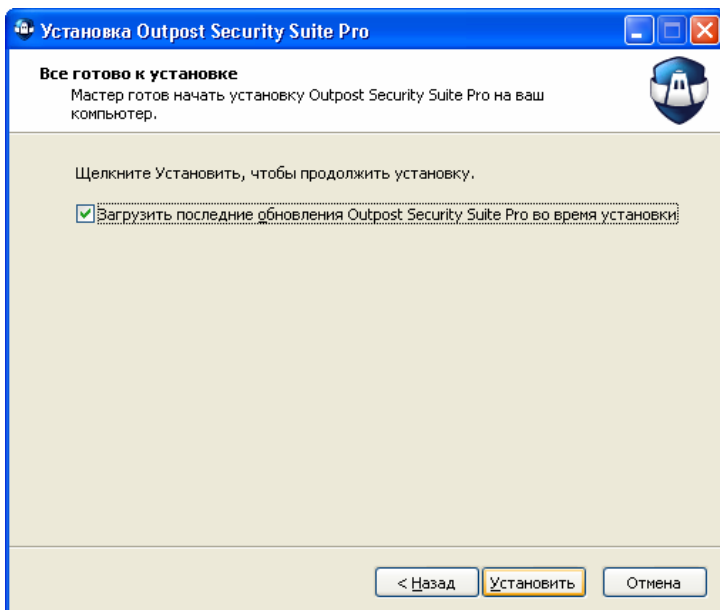 Установка Outpost Security Suite Pro
Все готово к установке
Мастер готов начать установку Outpost Security Suite Pro на ваш
компьютер.
Щелкните Установить, чтобы продолжить установку.
Загрузить последние обновления Outpost Security Suite Pro во время установки
< Назад
Установить
Отмена